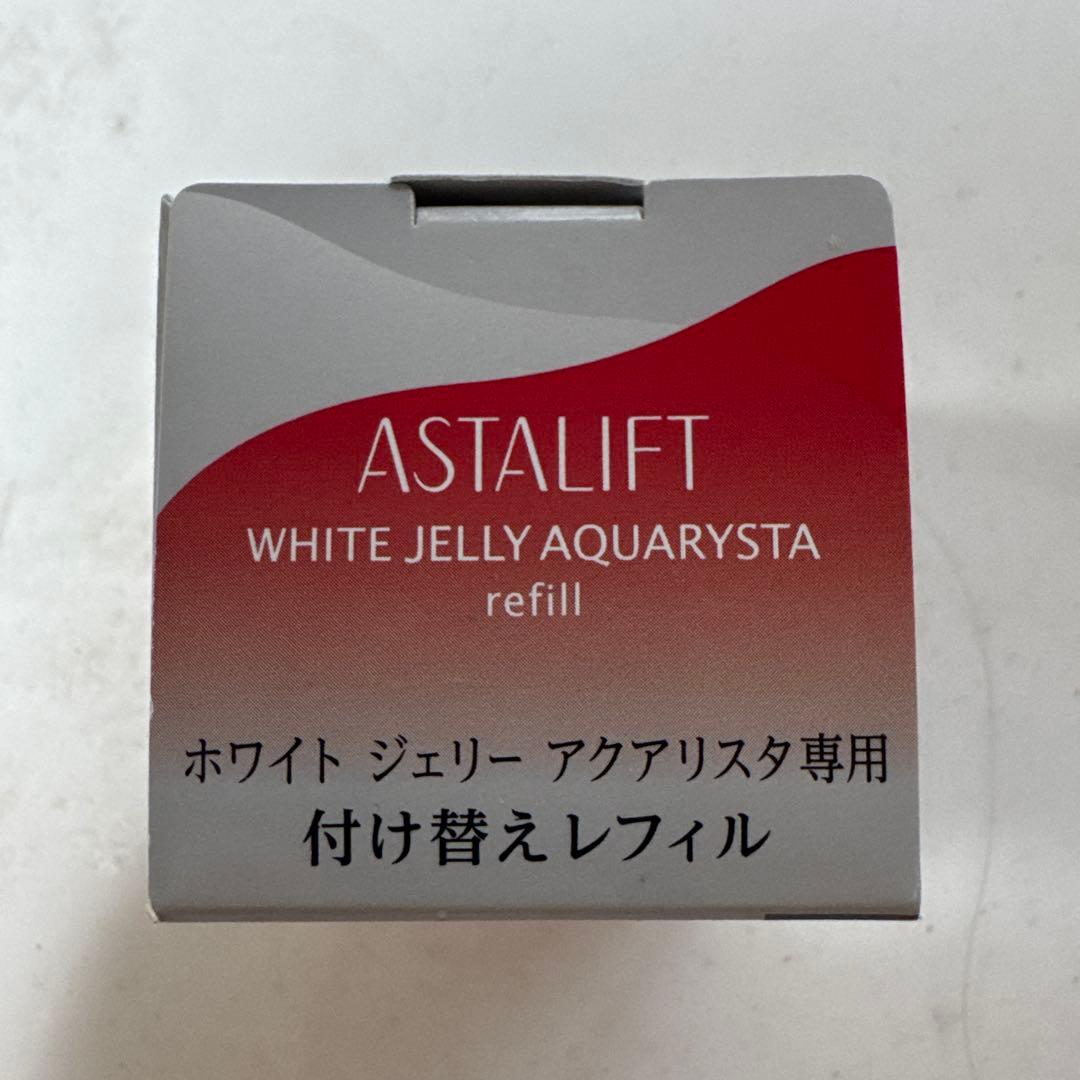 ASTALIFT
WHITE JELLY AQUARYSTA
refill
ホワイト ジェリー アクアリスタ専用
付け替えレフィル